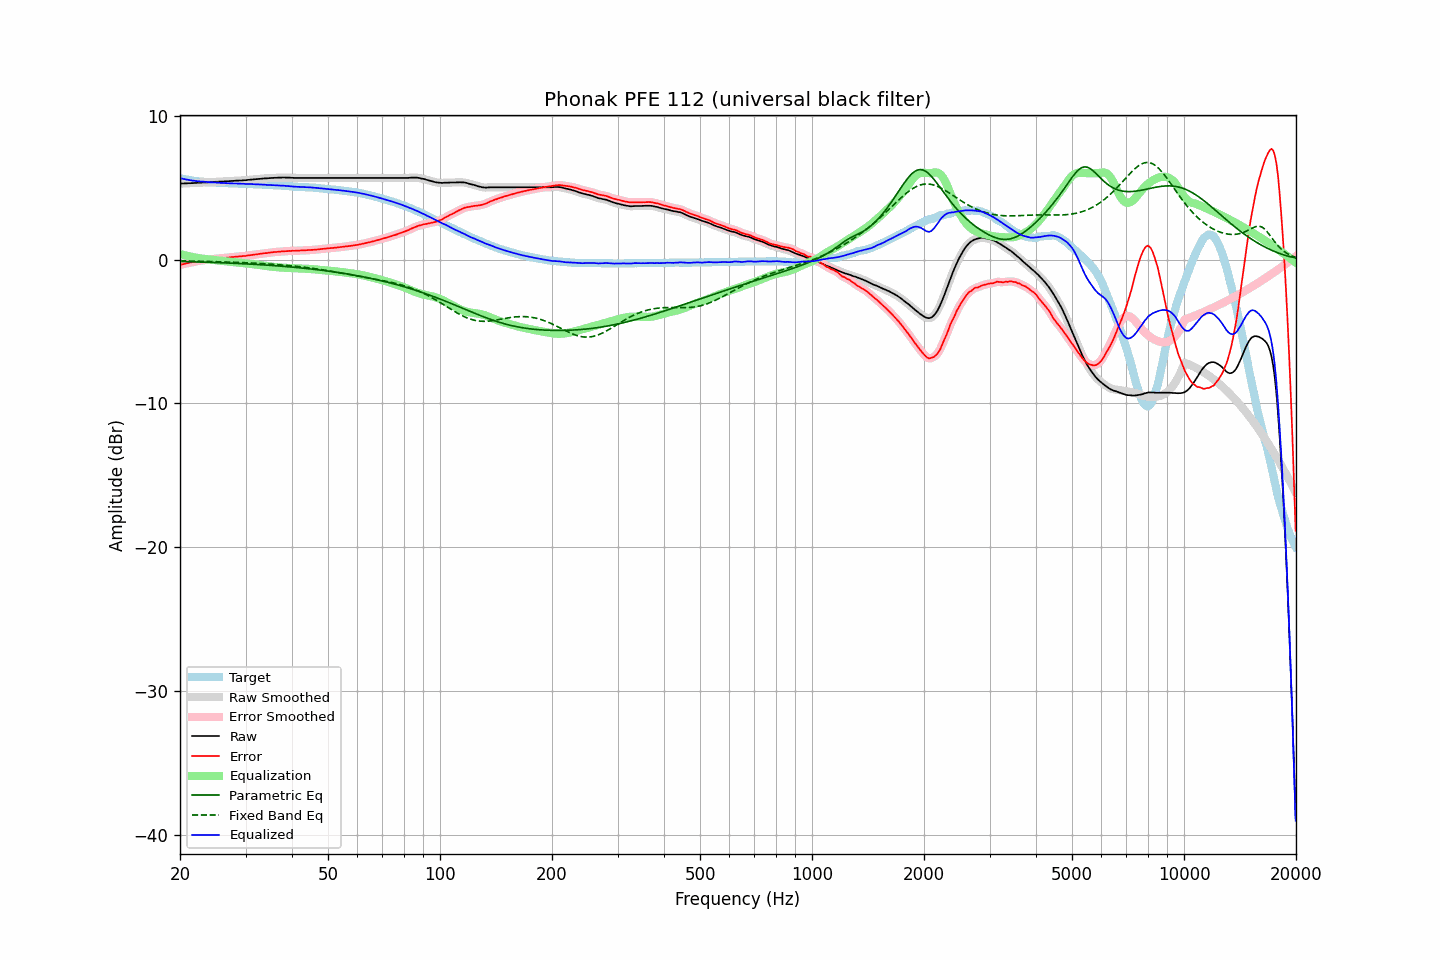 Phonak PFE 112 (universal black filter)
10
0
−10
−20
−30
−40
Amplitude (dBr)
Target
Raw Smoothed
Error Smoothed
Raw
Error
Equalization
Parametric Eq
Fixed Band Eq
Equalized
20 50 100 200 500 1000 2000 5000 10000 20000
Frequency (Hz)